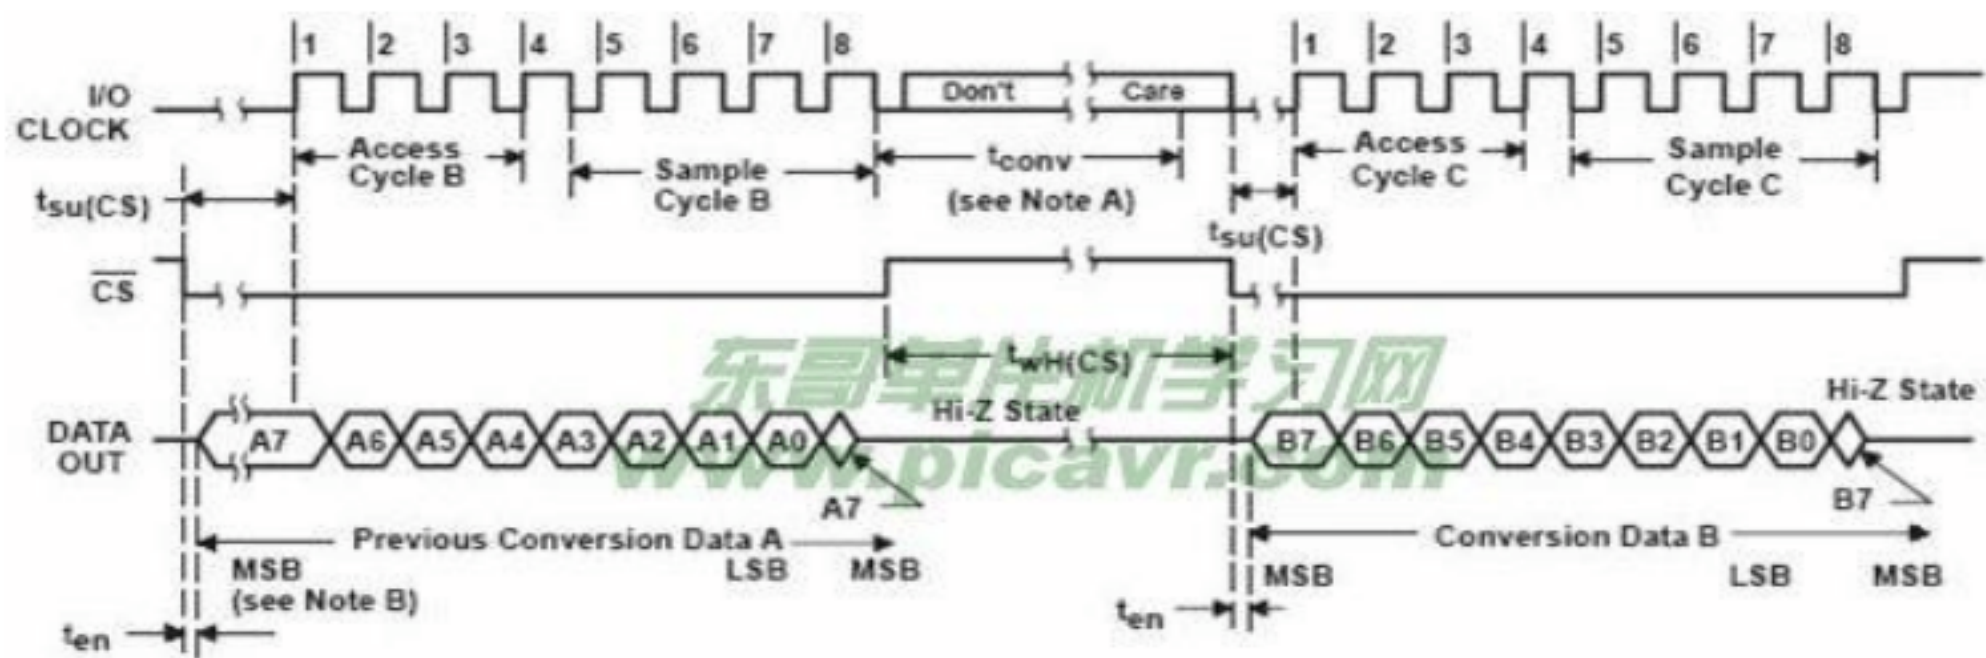 1 2 3 4 5 6 7 8 1 2 3 4 5 6 7 8
I/O
CLOCK
Don't Care
Access
Cycle B
Sample
Cycle B
tconv
(see Note A)
Access
Cycle C
Sample
Cycle C
tsu(CS)
tsu(CS)
CS
东哥单片机学习网
www.picavr.com
twH(CS)
Hi-Z State
Hi-Z State
DATA
OUT
A7 A6 A5 A4 A3 A2 A1 A0
B7 B6 B5 B4 B3 B2 B1 B0
A7
B7
Previous Conversion Data A
Conversion Data B
MSB
(see Note B)
LSB
MSB
MSB
LSB
MSB
ten
ten